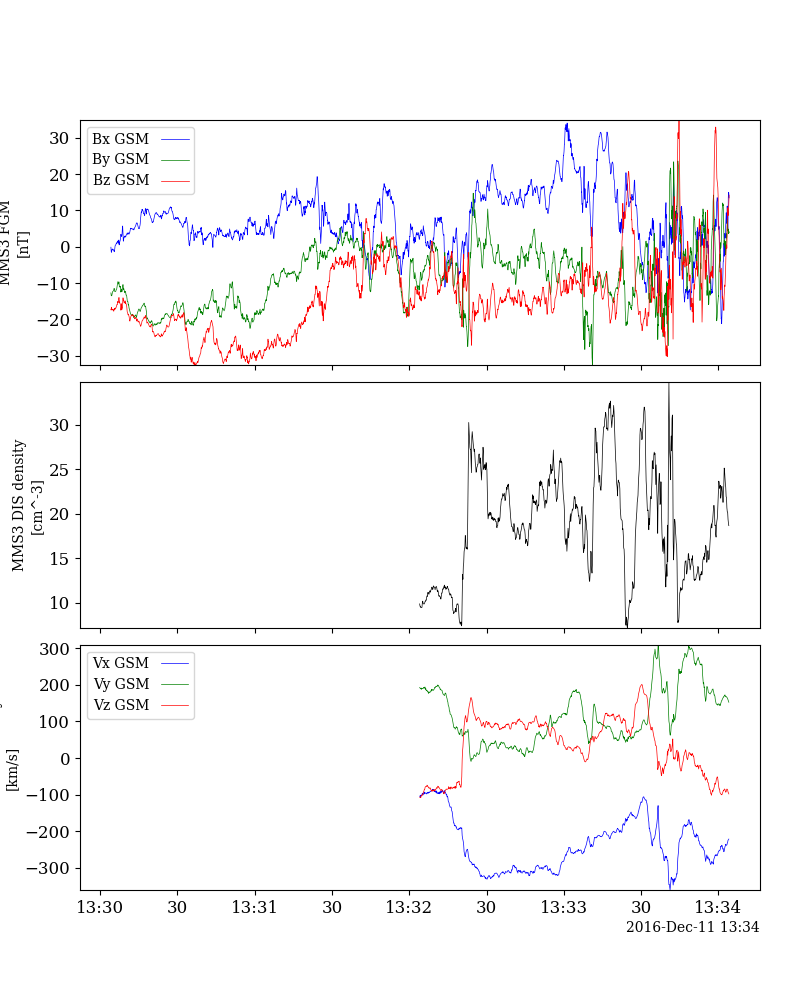 30
20
10
0
−10
−20
−30
MMS3 FGM
[nT]
Bx GSM
By GSM
Bz GSM
30
25
20
15
10
MMS3 DIS density
[cm^-3]
300
200
100
0
−100
−200
−300
[km/s]
Vx GSM
Vy GSM
Vz GSM
13:30 30 13:31 30 13:32 30 13:33 30 13:34
2016-Dec-11 13:34